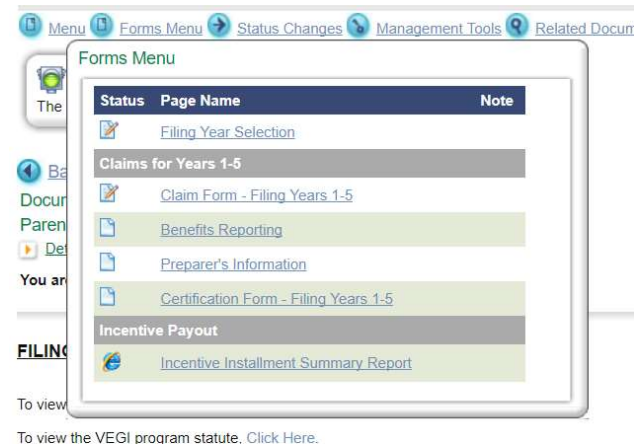 Menu Forms Menu Status Changes Management Tools Related Docum
Forms Menu
The
Status Page Name Note
Filing Year Selection
Claims for Years 1-5
Ba
Claim Form - Filing Years 1-5
Docum
Paren
Benefits Reporting
Det
Preparer's Information
You are
Certification Form - Filing Years 1-5
Incentive Payout
FILING
Incentive Installment Summary Report
To view
To view the VEGI program statute, Click Here.